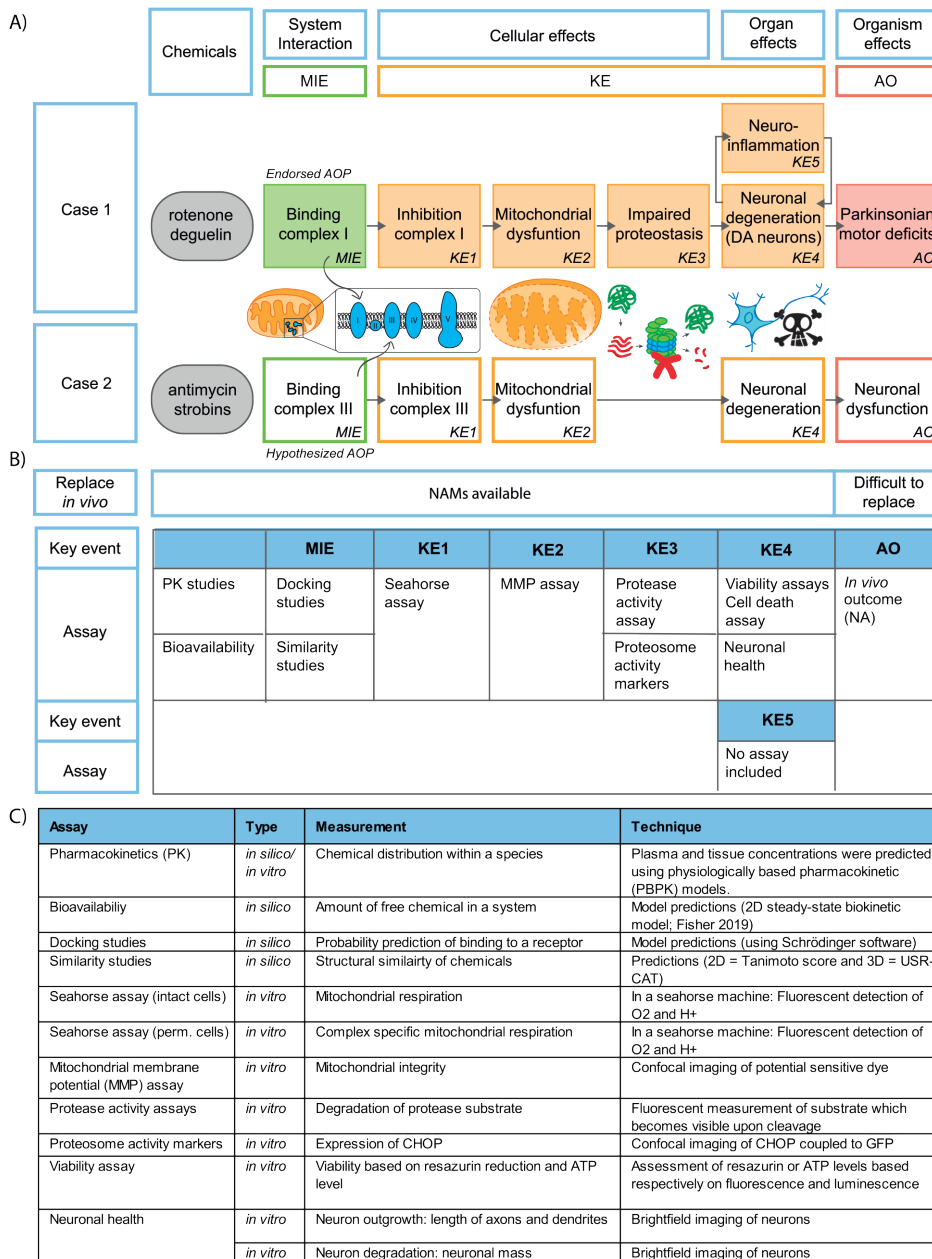 A)
Chemicals
System
Interaction
Cellular effects
Organ
effects
Organism
effects
MIE
KE
AO
Case 1
rotenone
deguelin
Endorsed AOP
Binding
complex I
MIE
Inhibition
complex I
KE1
Mitochondrial
dysfuntion
KE2
Impaired
proteostasis
KE3
Neuro-
inflammation
KE5
Neuronal
degeneration
(DA neurons)
KE4
Parkinsonian
motor deficits
AO
I
II
III
IV
V
Case 2
antimycin
strobins
Binding
complex III
MIE
Hypothesized AOP
Inhibition
complex III
KE1
Mitochondrial
dysfuntion
KE2
Neuronal
degeneration
KE4
Neuronal
dysfunction
AO
B)
Replace
in vivo
NAMs available
Difficult to
replace
Key event
MIE
KE1
KE2
KE3
KE4
AO
Assay
PK studies
Docking
studies
Seahorse
assay
MMP assay
Protease
activity
assay
Viability assays
Cell death
assay
In vivo
outcome
(NA)
Bioavailability
Similarity
studies
Proteosome
activity
markers
Neuronal
health
Key event
KE5
Assay
No assay
included
C)
Assay Type Measurement Technique
Pharmacokinetics (PK)
in silico/
in vitro
Chemical distribution within a species
Plasma and tissue concentrations were predicted
using physiologically based pharmacokinetic
(PBPK) models.
Bioavailabiliy
in silico
Amount of free chemical in a system
Model predictions (2D steady-state biokinetic
model; Fisher 2019)
Docking studies
in silico
Probability prediction of binding to a receptor
Model predictions (using Schrödinger software)
Similarity studies
in silico
Structural similairty of chemicals
Predictions (2D = Tanimoto score and 3D = USR-
CAT)
Seahorse assay (intact cells)
in vitro
Mitochondrial respiration
In a seahorse machine: Fluorescent detection of
O2 and H+
Seahorse assay (perm. cells)
in vitro
Complex specific mitochondrial respiration
In a seahorse machine: Fluorescent detection of
O2 and H+
Mitochondrial membrane
potential (MMP) assay
in vitro
Mitochondrial integrity
Confocal imaging of potential sensitive dye
Protease activity assays
in vitro
Degradation of protease substrate
Fluorescent measurement of substrate which
becomes visible upon cleavage
Proteosome activity markers
in vitro
Expression of CHOP
Confocal imaging of CHOP coupled to GFP
Viability assay
in vitro
Viability based on resazurin reduction and ATP
level
Assessment of resazurin or ATP levels based
respectively on fluorescence and luminescence
Neuronal health
in vitro
Neuron outgrowth: length of axons and dendrites
Brightfield imaging of neurons
in vitro
Neuron degradation: neuronal mass
Brightfield imaging of neurons